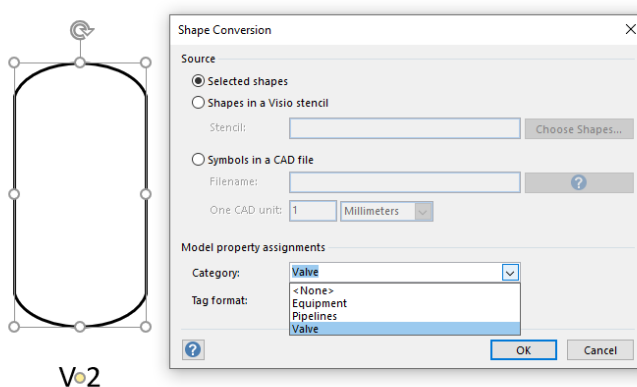 Shape Conversion
Source
Selected shapes
Shapes in a Visio stencil
Stencil:
Choose Shapes...
Symbols in a CAD file
Filename:
?
One CAD unit: 1 Millimeters
Model property assignments
Category: Valve
Tag format:
<None>
Equipment
Pipelines
Valve
?
OK
Cancel
V-2